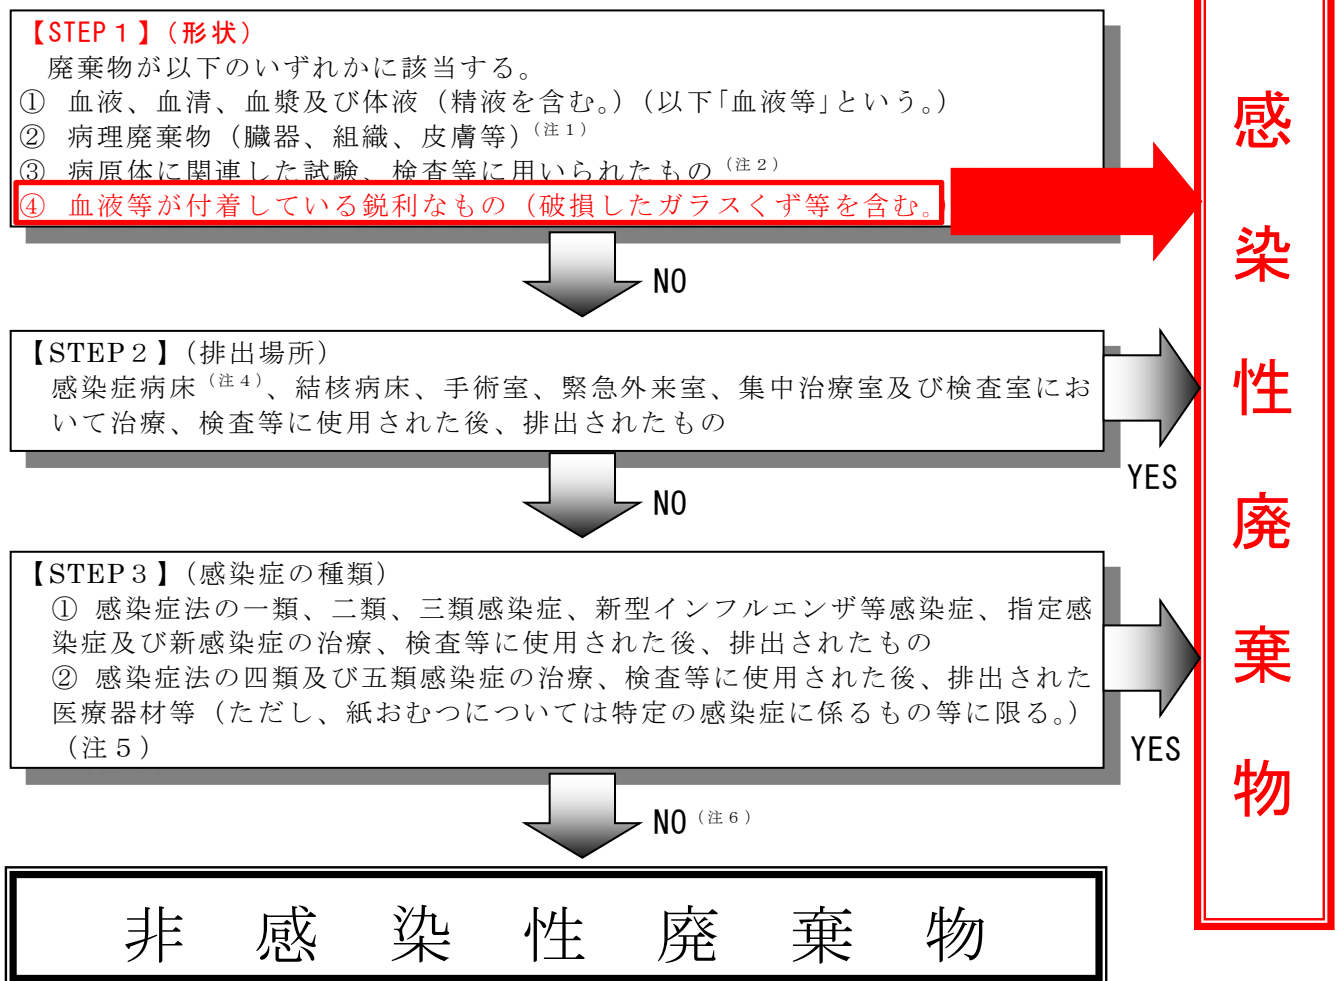 【STEP１】（形状）
廃棄物が以下のいずれかに該当する。
① 血液、血清、血漿及び体液（精液を含む。）（以下「血液等」という。）
② 病理廃棄物（臓器、組織、皮膚等）（注１）
③ 病原体に関連した試験、検査等に用いられたもの（注２）
④ 血液等が付着している鋭利なもの（破損したガラスくず等を含む。
NO
【STEP２】（排出場所）
感染症病床（注４）、結核病床、手術室、緊急外来室、集中治療室及び検査室にお
いて治療、検査等に使用された後、排出されたもの
YES
NO
【STEP３】（感染症の種類）
① 感染症法の一類、二類、三類感染症、新型インフルエンザ等感染症、指定感
染症及び新感染症の治療、検査等に使用された後、排出されたもの
② 感染症法の四類及び五類感染症の治療、検査等に使用された後、排出された
医療器材等（ただし、紙おむつについては特定の感染症に係るもの等に限る。）
（注５）
YES
NO（注６）
非感染性廃棄物
感染性廃棄物